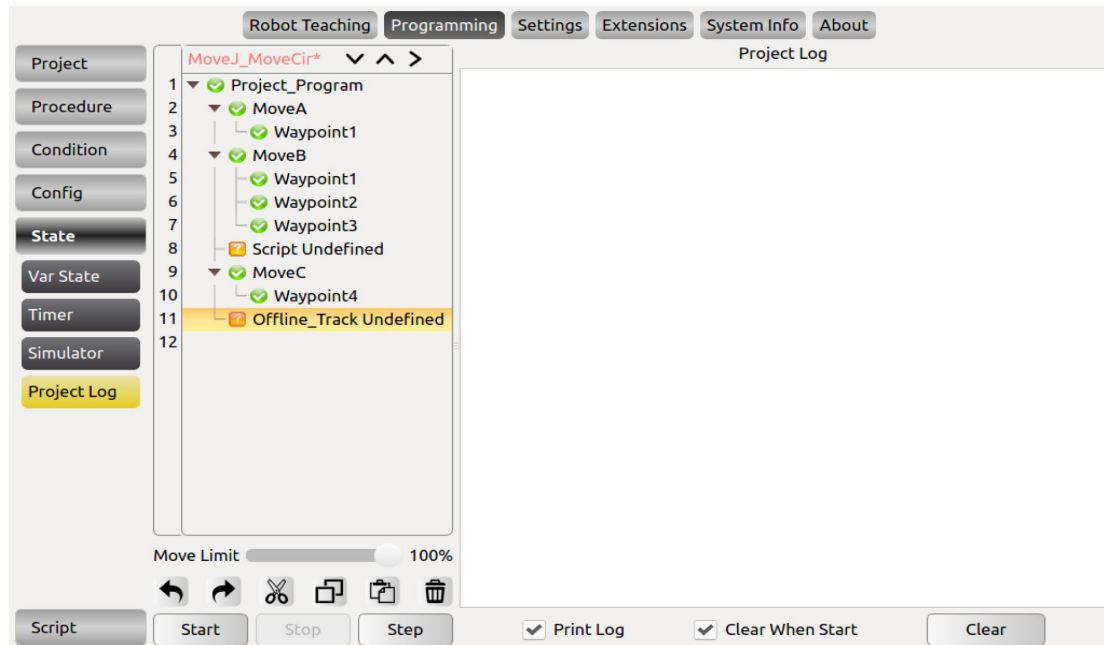 Robot Teaching Programming Settings Extensions System Info About
Project
Procedure
Condition
Config
State
Var State
Timer
Simulator
Project Log
Script
MoveJ_MoveCir*
1 Project_Program
2 MoveA
3 Waypoint1
4 MoveB
5 Waypoint1
6 Waypoint2
7 Waypoint3
8 Script Undefined
9 MoveC
10 Waypoint4
11 Offline_Track Undefined
12
Move Limit 100%
Start Stop Step
Project Log
Print Log Clear When Start Clear